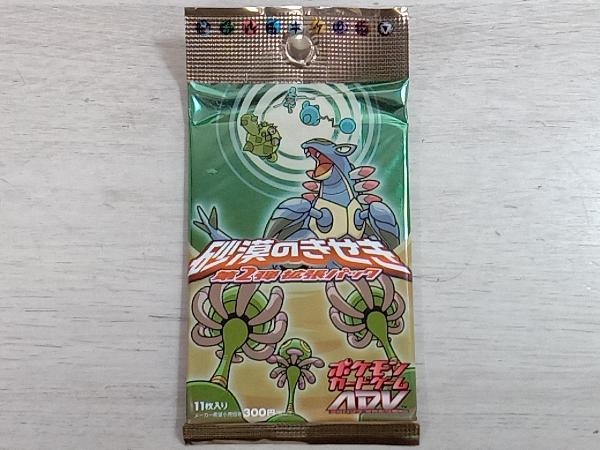 砂漠のきせき
第2弾 拡張パック
ポケモン
カードゲーム
ADV
11枚入り
メーカー希望小売価格 300円